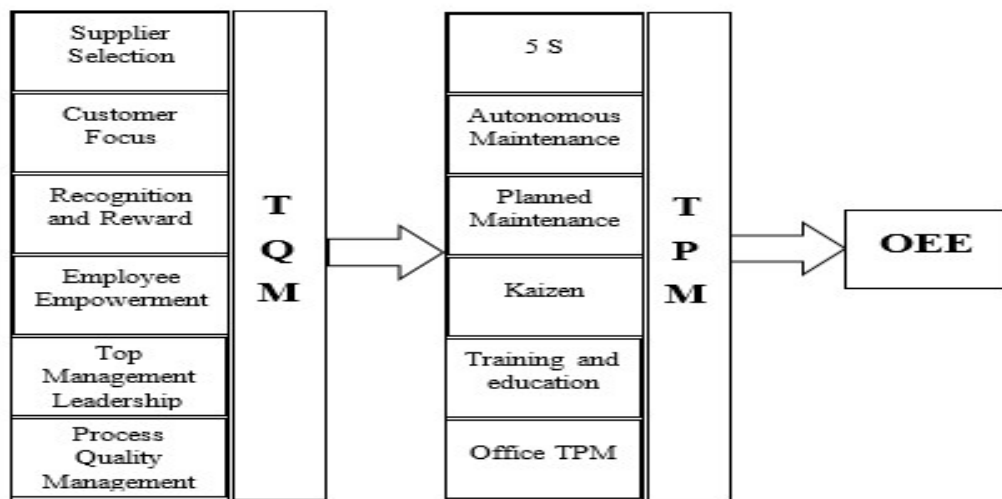 Supplier
Selection
Customer
Focus
Recognition
and Reward
Employee
Empowerment
Top
Management
Leadership
Process
Quality
Management
T
Q
M
5 S
Autonomous
Maintenance
Planned
Maintenance
Kaizen
Training and
education
Office TPM
T
P
M
OEE